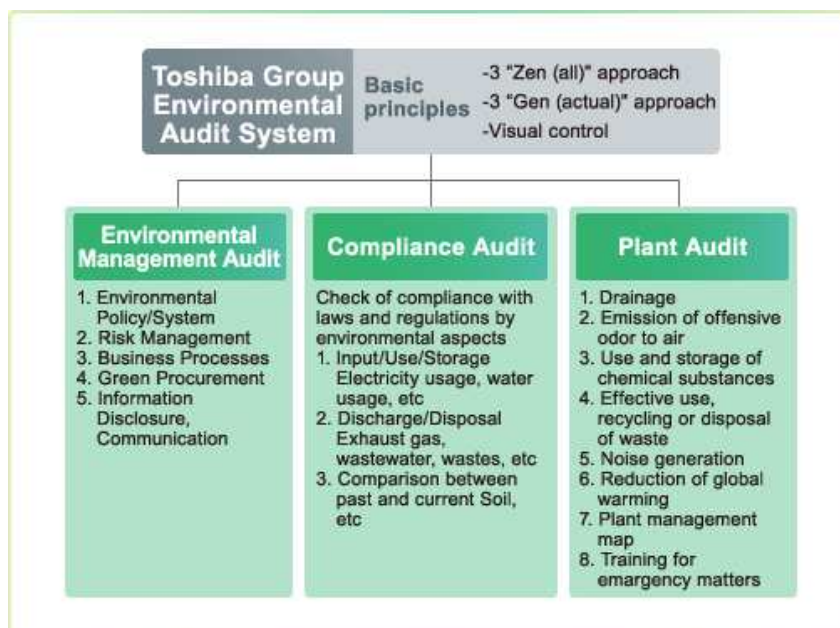 Toshiba Group
Environmental
Audit System
Basic
principles
-3 "Zen (all)" approach
-3 "Gen (actual)" approach
-Visual control
Environmental
Management Audit
1. Environmental
Policy/System
2. Risk Management
3. Business Processes
4. Green Procurement
5. Information
Disclosure,
Communication
Compliance Audit
Check of compliance with
laws and regulations by
environmental aspects
1. Input/Use/Storage
Electricity usage, water
usage, etc
2. Discharge/Disposal
Exhaust gas,
wastewater, wastes, etc
3. Comparison between
past and current Soil,
etc
Plant Audit
1. Drainage
2. Emission of offensive
odor to air
3. Use and storage of
chemical substances
4. Effective use,
recycling or disposal
of waste
5. Noise generation
6. Reduction of global
warming
7. Plant management
map
8. Training for
emargency matters